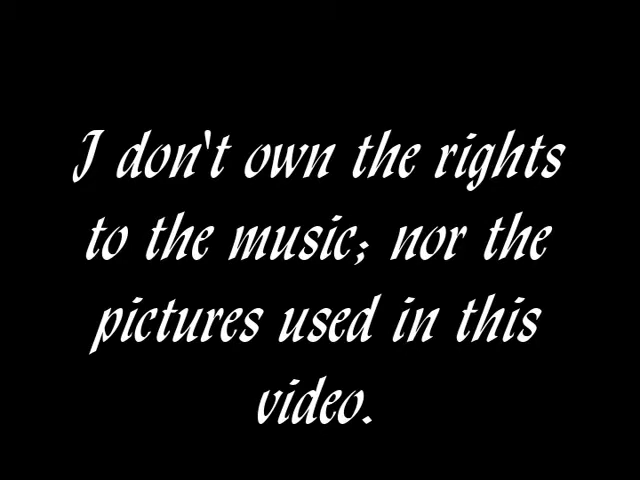 I don't own the rights
to the music; nor the
pictures used in this
video.